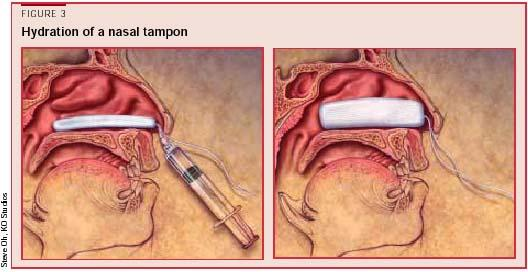 FIGURE 3
Hydration of a nasal tampon
Steve Oh, KO Studios